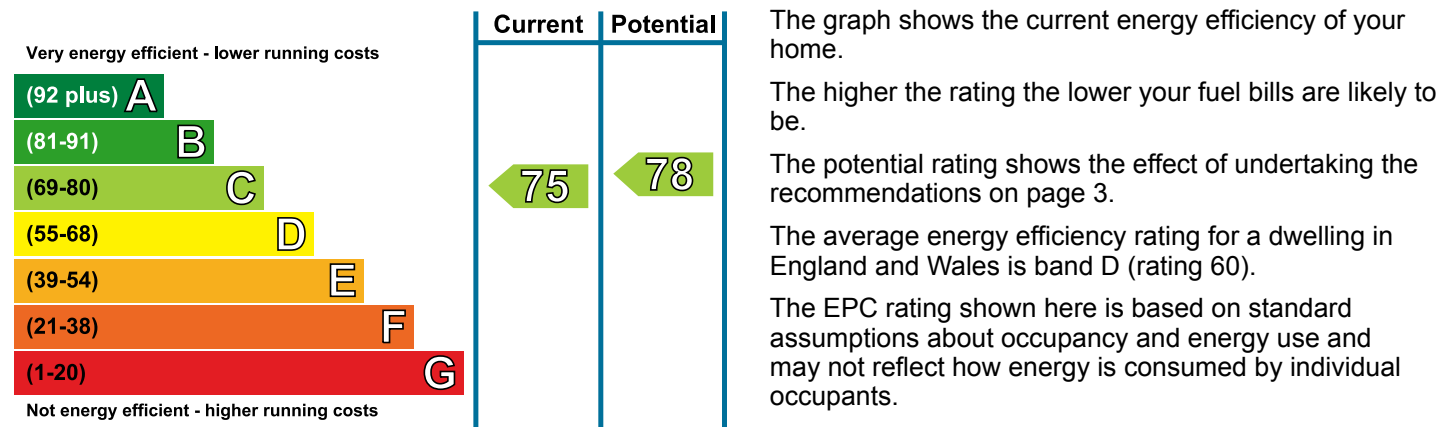 Current Potential
Very energy efficient - lower running costs
(92 plus) A
(81-91) B
(69-80) C
(55-68) D
(39-54) E
(21-38) F
(1-20) G
Not energy efficient - higher running costs
75
78
The graph shows the current energy efficiency of your
home.
The higher the rating the lower your fuel bills are likely to
be.
The potential rating shows the effect of undertaking the
recommendations on page 3.
The average energy efficiency rating for a dwelling in
England and Wales is band D (rating 60).
The EPC rating shown here is based on standard
assumptions about occupancy and energy use and
may not reflect how energy is consumed by individual
occupants.